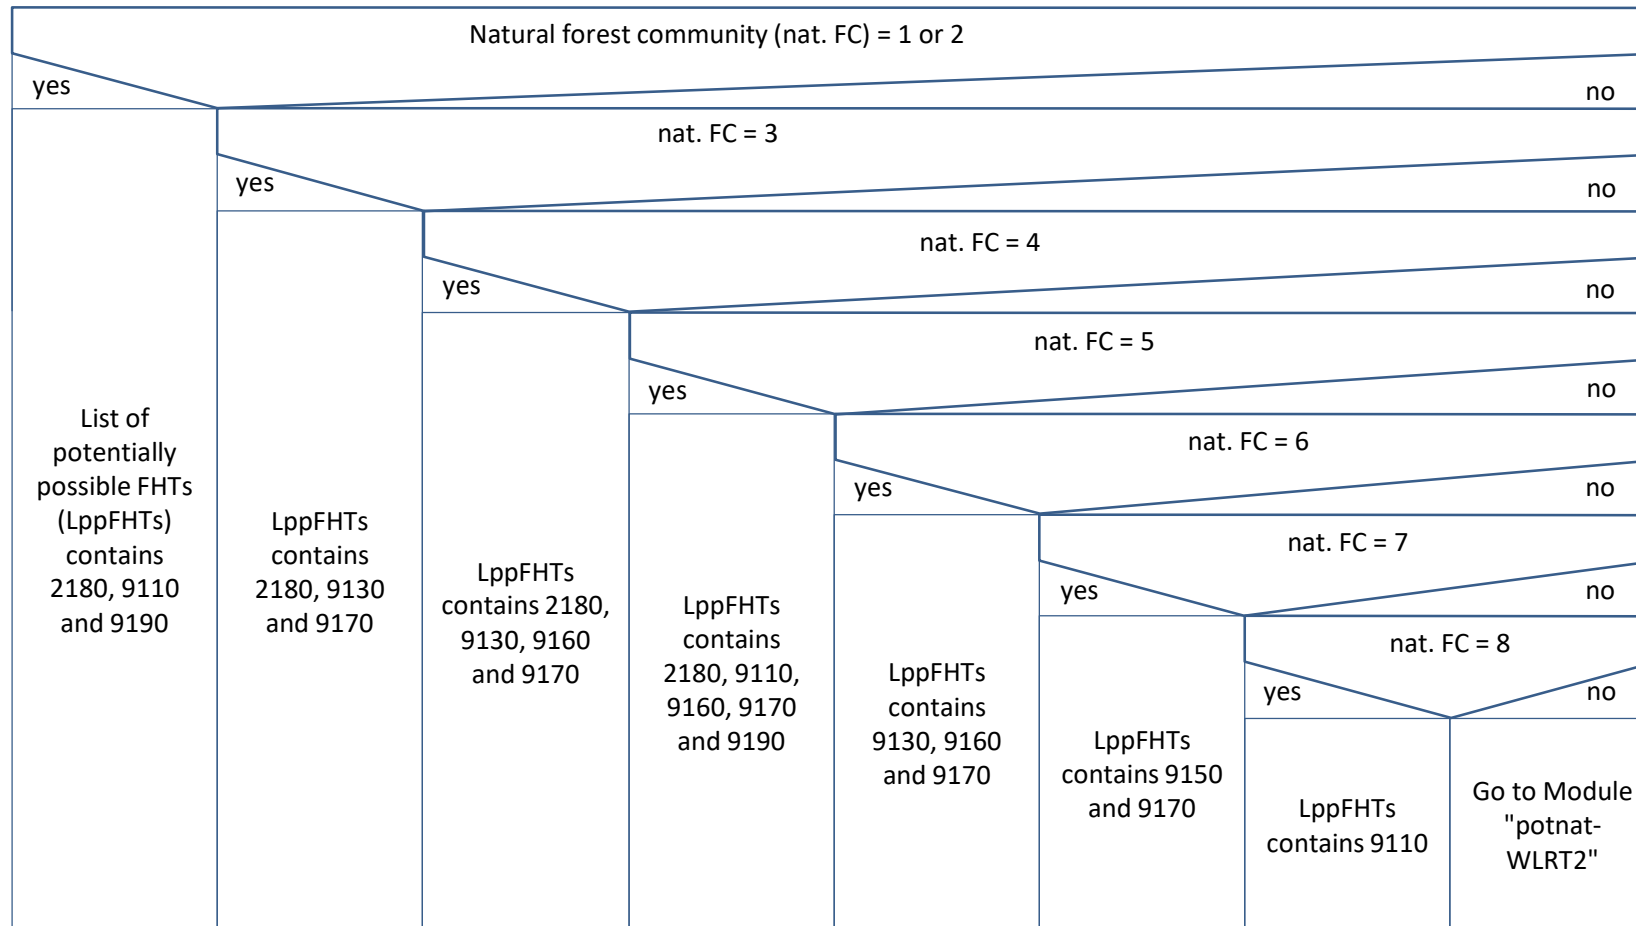 Natural forest community (nat. FC) = 1 or 2
yes
no
nat. FC = 3
yes
no
nat. FC = 4
yes
no
nat. FC = 5
yes
no
nat. FC = 6
yes
no
nat. FC = 7
yes
no
nat. FC = 8
yes
no
List of
potentially
possible FHTs
(LppFHTs)
contains
2180, 9110
and 9190
LppFHTs
contains
2180, 9130
and 9170
LppFHTs
contains 2180,
9130, 9160
and 9170
LppFHTs
contains
2180, 9110,
9160, 9170
and 9190
LppFHTs
contains
9130, 9160
and 9170
LppFHTs
contains 9150
and 9170
LppFHTs
contains 9110
Go to Module
"potnat-
WLRT2"